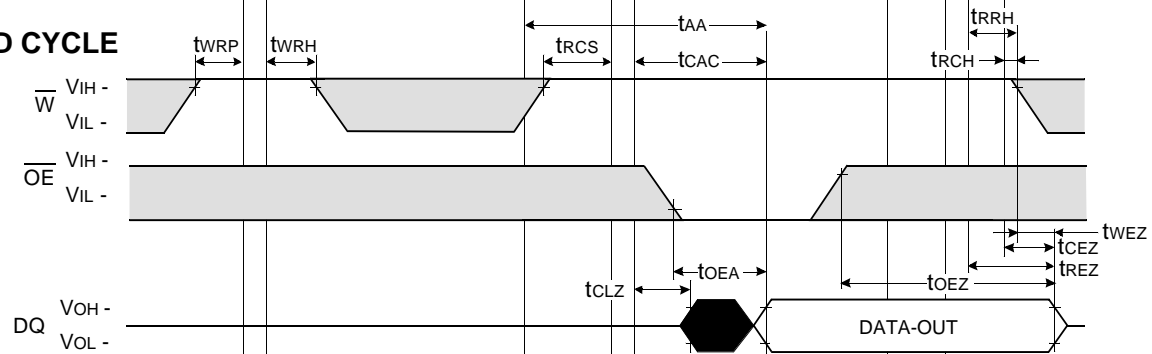 tAA
tRRH
D CYCLE
tWRP
tWRH
tRCS
tCAC
tRCH
W
VIH -
VIL -
OE
VIH -
VIL -
tWEZ
tCEZ
tREZ
tOEA
tOEZ
tCLZ
DQ
VOH -
VOL -
DATA-OUT